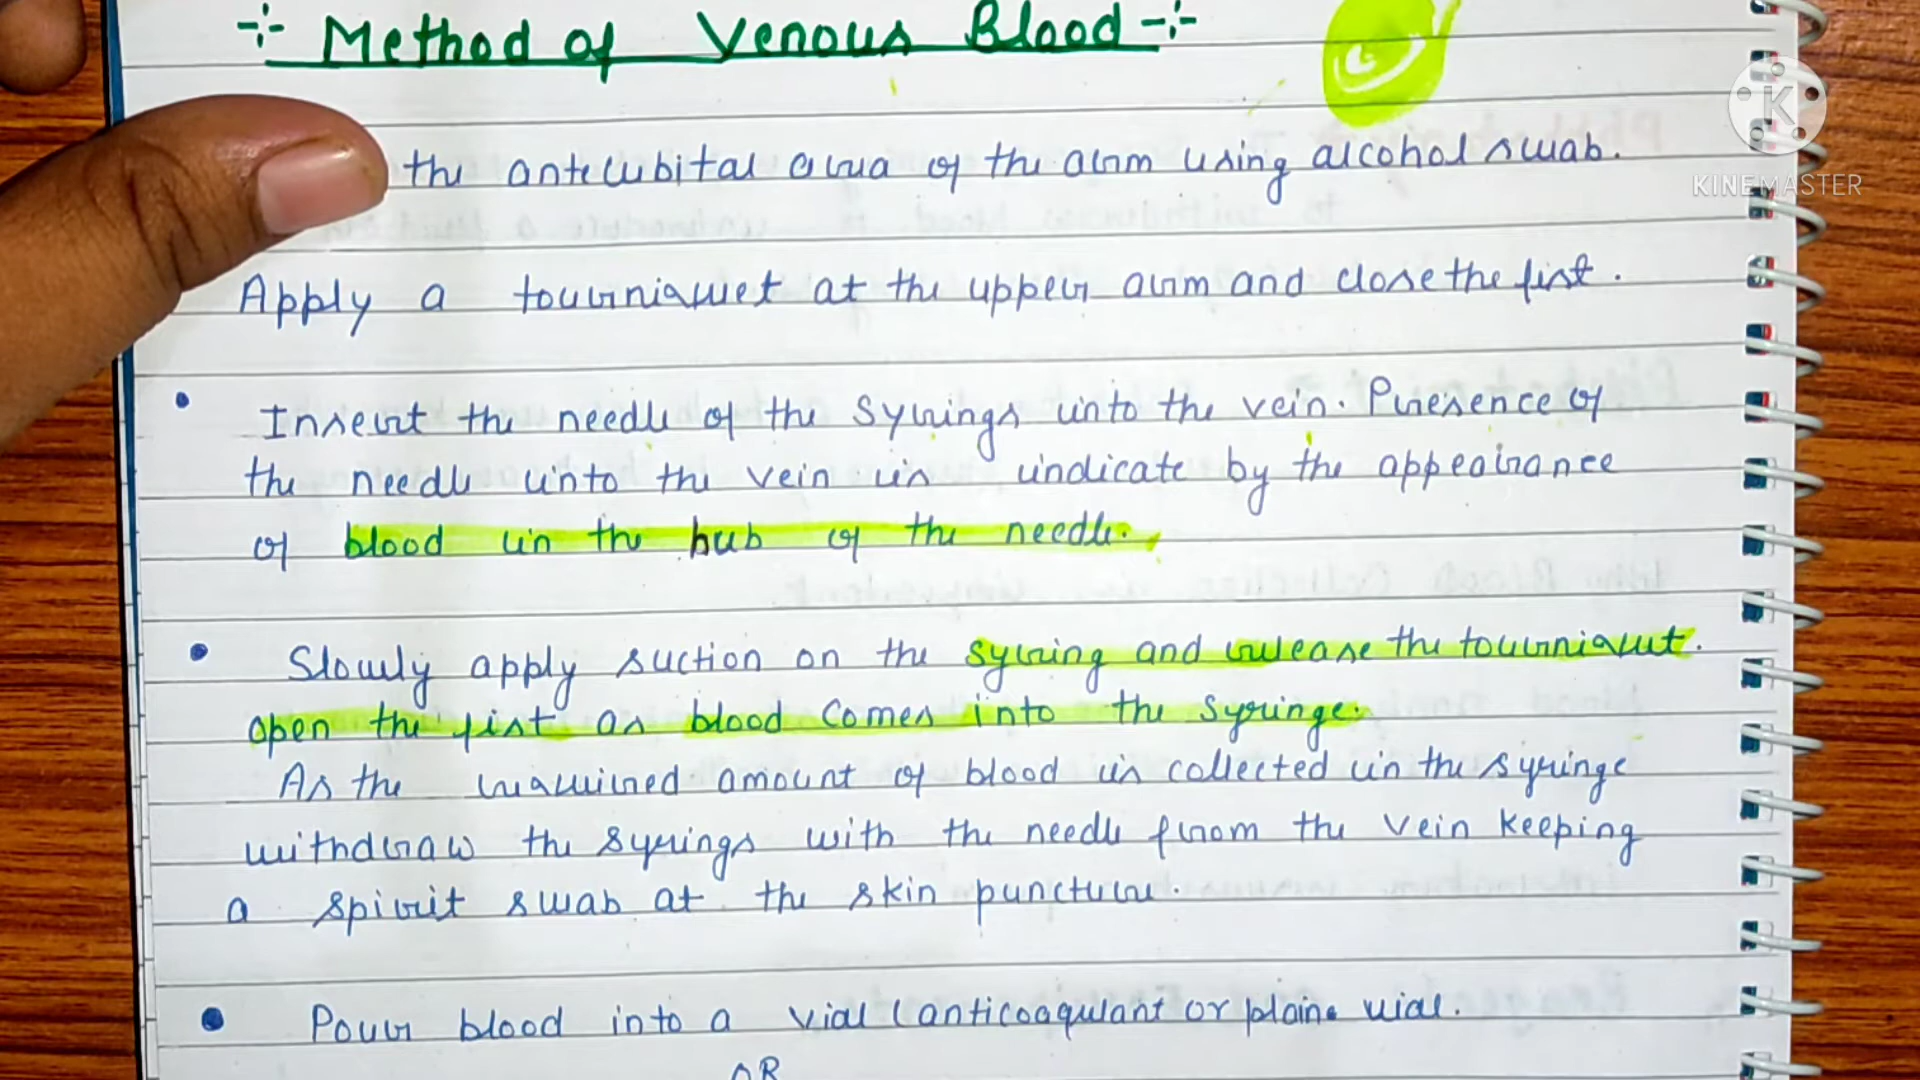 -:- Method of Venous Blood -:-
the antecubital area of the arm using alcohol swab.
Apply a tourniquet at the upper arm and close the fist.
• Insert the needle of the syrings into the vein. Presence of
the needle into the vein is indicate by the appearance
of blood in the hub of the needle.
• Slowly apply suction on the syring and release the tourniquet.
open the fist as blood comes into the syringe.
As the required amount of blood is collected in the syringe
withdraw the syrings with the needle from the vein keeping
a spirit swab at the skin puncture.
• Pour blood into a vial (anticoagulant or plaine vial.
OR
K
KINEMASTER